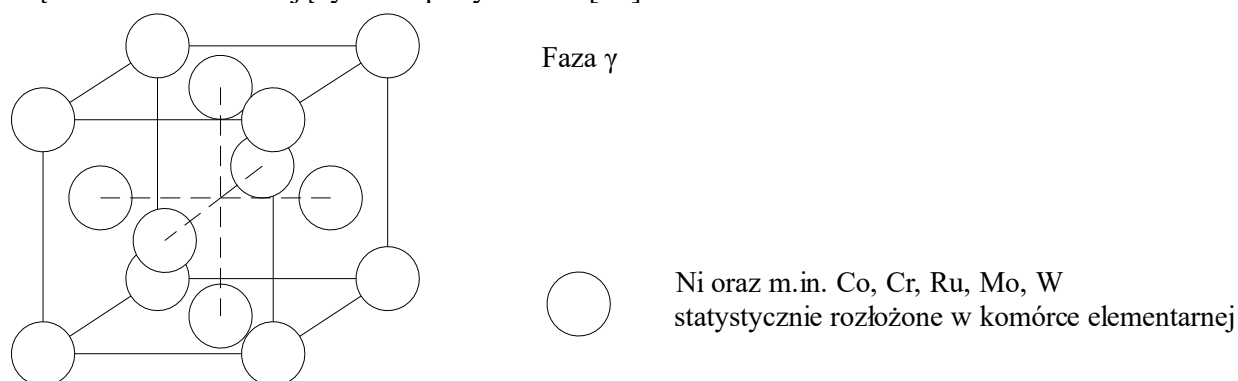 Faza γ
Ni oraz m.in. Co, Cr, Ru, Mo, W
statystycznie rozłożone w komórce elementarnej